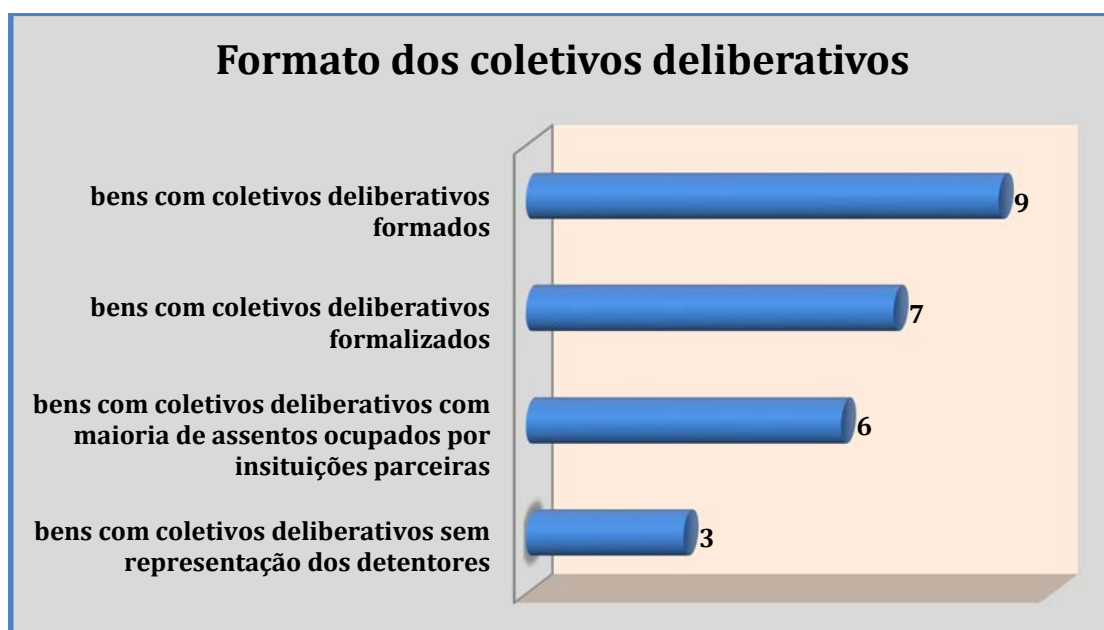 Formato dos coletivos deliberativos
bens com coletivos deliberativos
formados
9
bens com coletivos deliberativos
formalizados
7
bens com coletivos deliberativos com
maioria de assentos ocupados por
insituições parceiras
6
bens com coletivos deliberativos sem
representação dos detentores
3